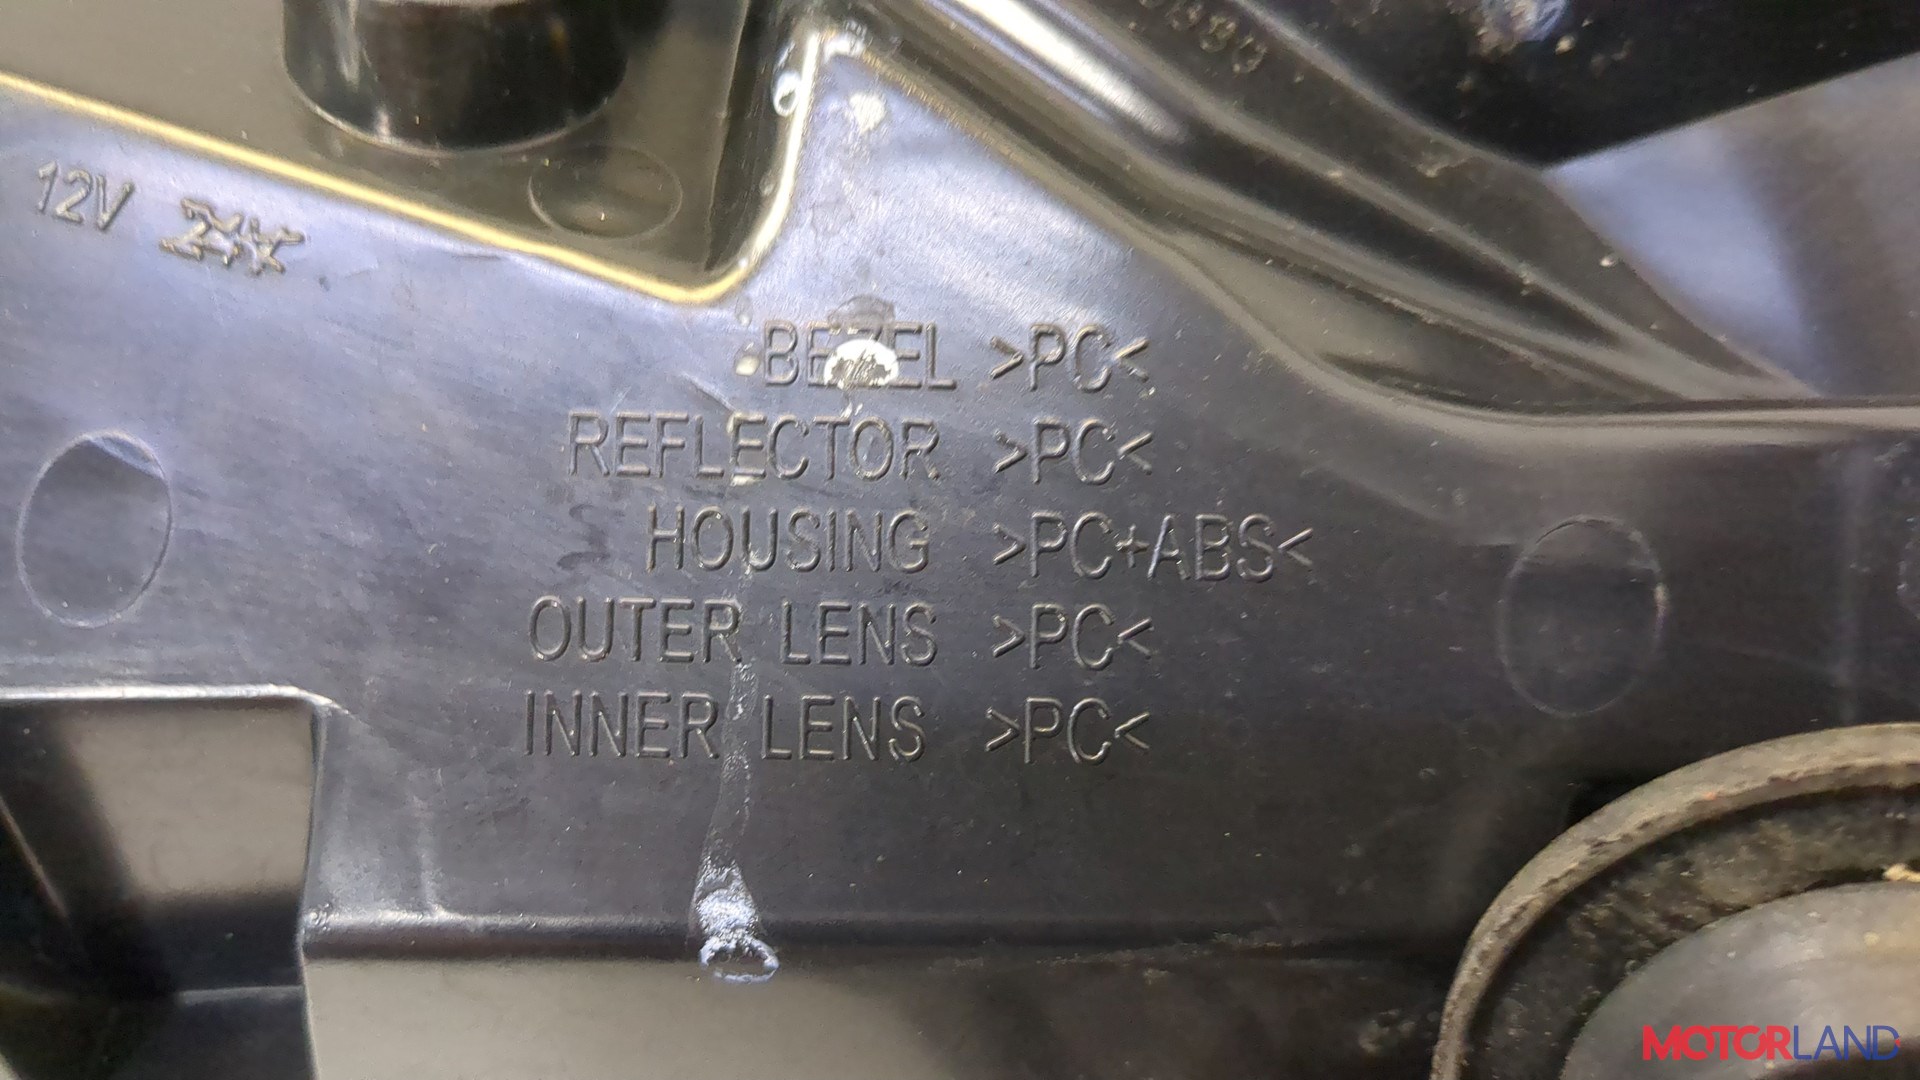 12V
BEZEL >PC<
REFLECTOR >PC<
HOUSING >PC+ABS<
OUTER LENS >PC<
INNER LENS >PC<
MOTORLAND